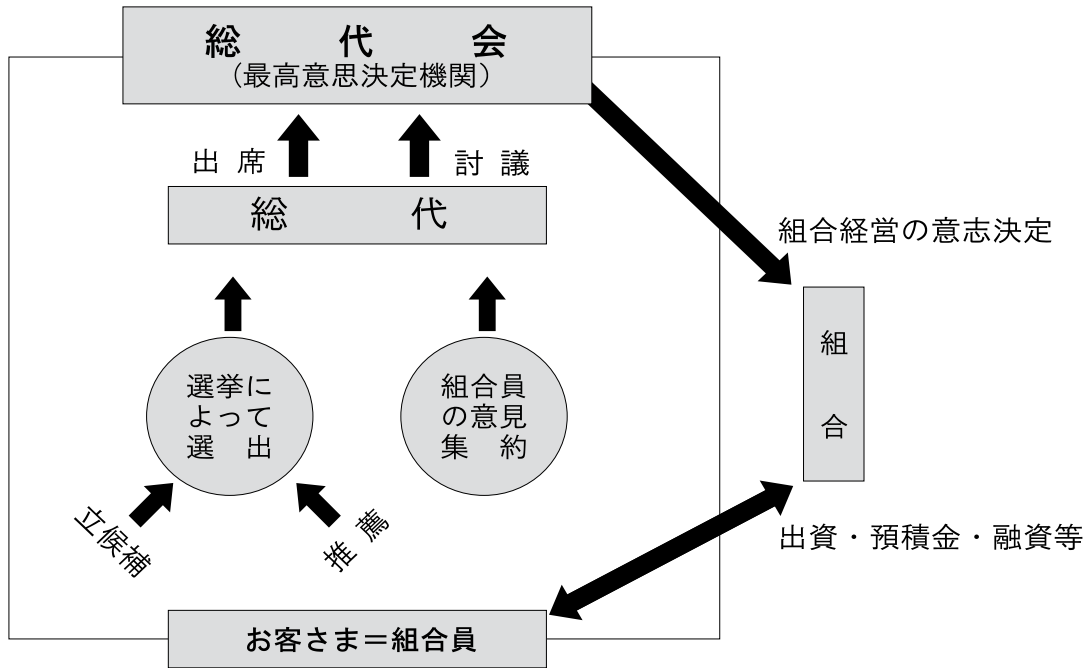 総代会
（最高意思決定機関）
出席
討議
総代
組合経営の意志決定
選挙に
よって
選出
組合員
の意見
集約
組合
立候補
推薦
出資・預積金・融資等
お客さま＝組合員